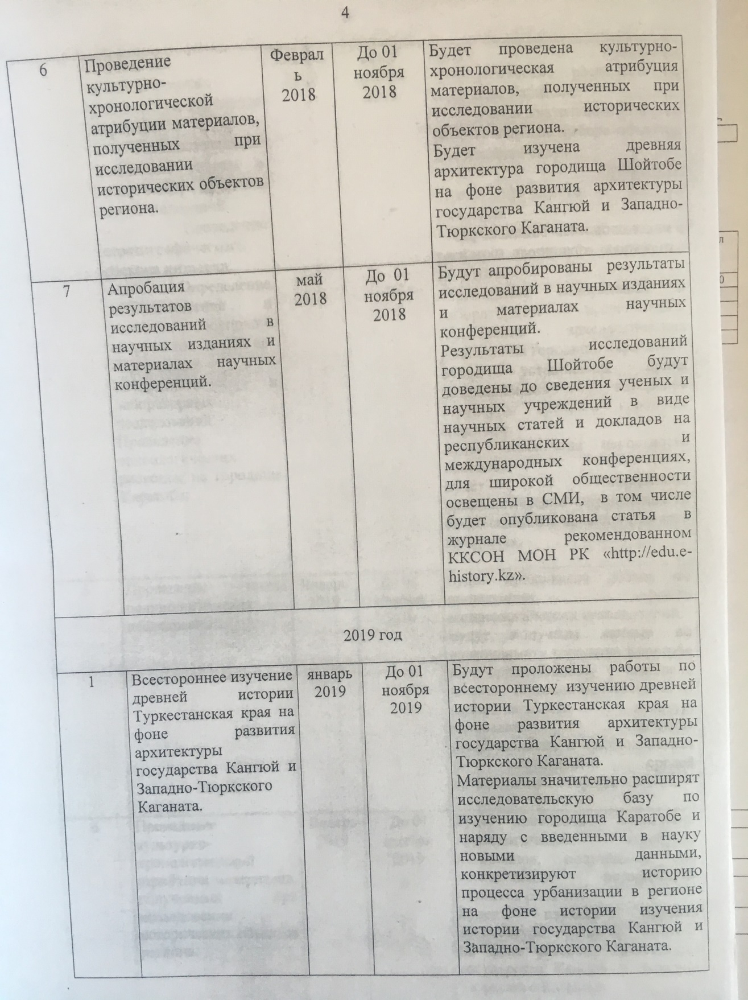 4
6
Проведение
культурно-
хронологической
атрибуции материалов,
полученных при
исследовании
исторических объектов
региона.
Феврал
ь
2018
До 01
ноября
2018
Будет проведена культурно-
хронологическая атрибуция
материалов, полученных при
исследовании исторических
объектов региона.
Будет изучена древняя
архитектура городища Шойтобе
на фоне развития архитектуры
государства Кангюй и Западно-
Тюркского Каганата.
7
Апробация
результатов
исследований в
научных изданиях и
материалах научных
конференций.
май
2018
До 01
ноября
2018
Будут апробированы результаты
исследований в научных изданиях
и материалах научных
конференций.
Результаты исследований
городища Шойтобе будут
доведены до сведения ученых и
научных учреждений в виде
научных статей и докладов на
республиканских и
международных конференциях,
для широкой общественности
освещены в СМИ, в том числе
будет опубликована статья в
журнале рекомендованном
ККСОН МОН РК «http://edu.e-
history.kz».
2019 год
1
Всестороннее изучение
древней истории
Туркестанская края на
фоне развития
архитектуры
государства Кангюй и
Западно-Тюркского
Каганата.
январь
2019
До 01
ноября
2019
Будут проложены работы по
всестороннему изучению древней
истории Туркестанская края на
фоне развития архитектуры
государства Кангюй и Западно-
Тюркского Каганата.
Материалы значительно расширят
исследовательскую базу по
изучению городища Каратобе и
наряду с введенными в науку
новыми данными,
конкретизируют историю
процесса урбанизации в регионе
на фоне истории изучения
истории государства Кангюй и
Западно-Тюркского Каганата.